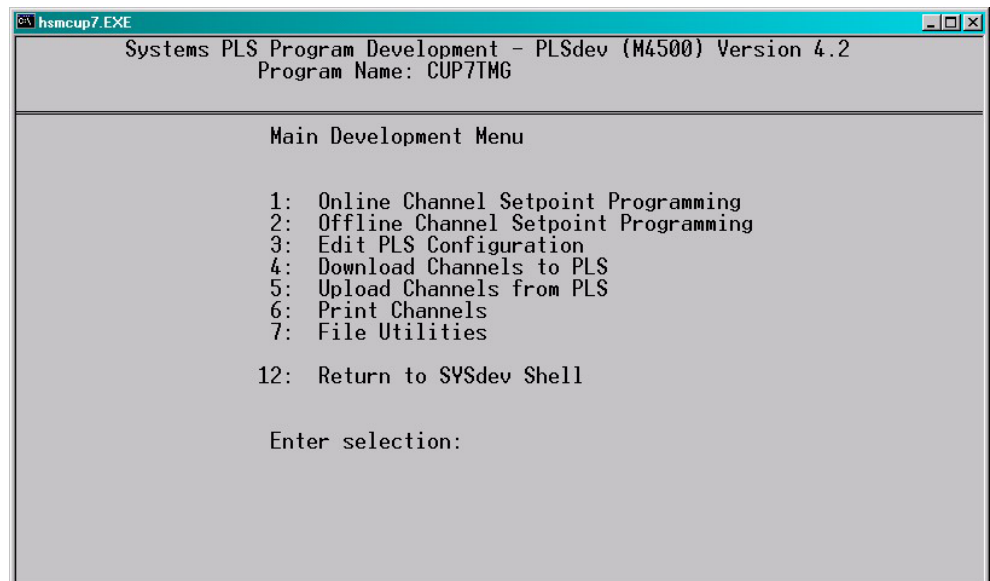 hsmcup7.EXE
Systems PLS Program Development - PLSdev (M4500) Version 4.2
Program Name: CUP7TMG
Main Development Menu
1: Online Channel Setpoint Programming
2: Offline Channel Setpoint Programming
3: Edit PLS Configuration
4: Download Channels to PLS
5: Upload Channels from PLS
6: Print Channels
7: File Utilities
12: Return to SYSdev Shell
Enter selection: